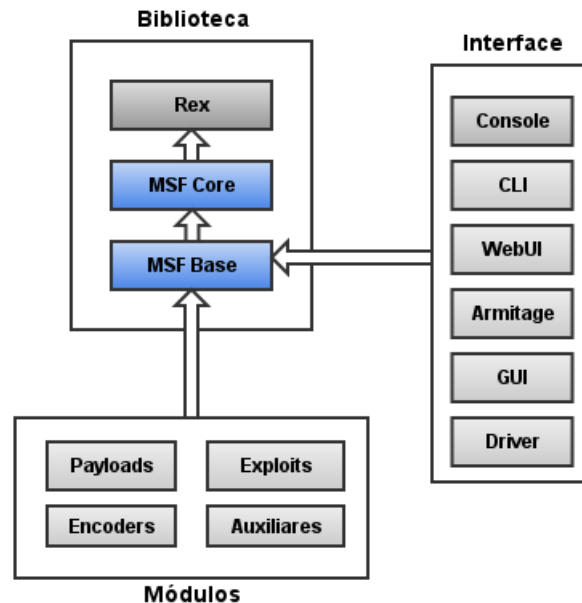 Biblioteca
Rex
MSF Core
MSF Base
Interface
Console
CLI
WebUI
Armitage
GUI
Driver
Payloads
Exploits
Encoders
Auxiliares
Módulos